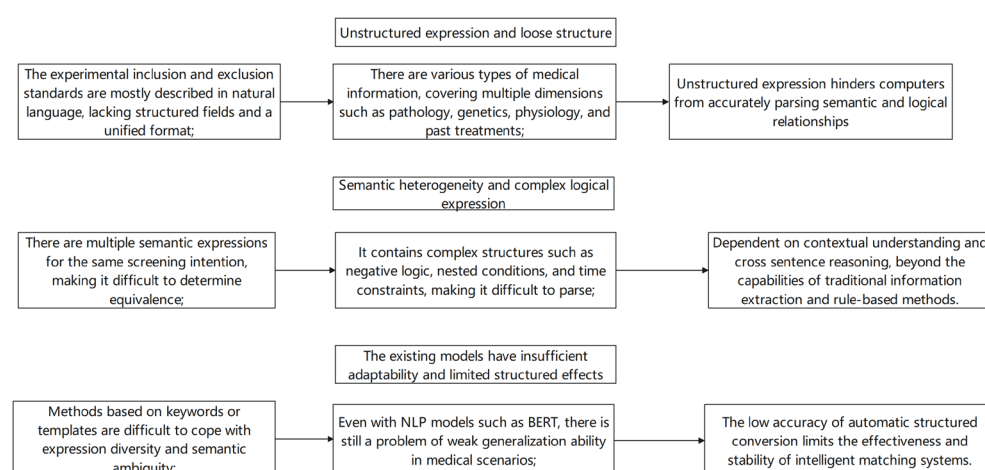 Unstructured expression and loose structure
The experimental inclusion and exclusion
standards are mostly described in natural
language, lacking structured fields and a
unified format;
There are various types of medical
information, covering multiple dimensions
such as pathology, genetics, physiology, and
past treatments;
Unstructured expression hinders computers
from accurately parsing semantic and logical
relationships
Semantic heterogeneity and complex logical
expression
There are multiple semantic expressions
for the same screening intention,
making it difficult to determine
equivalence;
It contains complex structures such as
negative logic, nested conditions, and time
constraints, making it difficult to parse;
Dependent on contextual understanding and
cross sentence reasoning, beyond the
capabilities of traditional information
extraction and rule-based methods.
The existing models have insufficient
adaptability and limited structured effects
Methods based on keywords or
templates are difficult to cope with
expression diversity and semantic
ambiguity;
Even with NLP models such as BERT, there is
still a problem of weak generalization ability
in medical scenarios;
The low accuracy of automatic structured
conversion limits the effectiveness and
stability of intelligent matching systems.